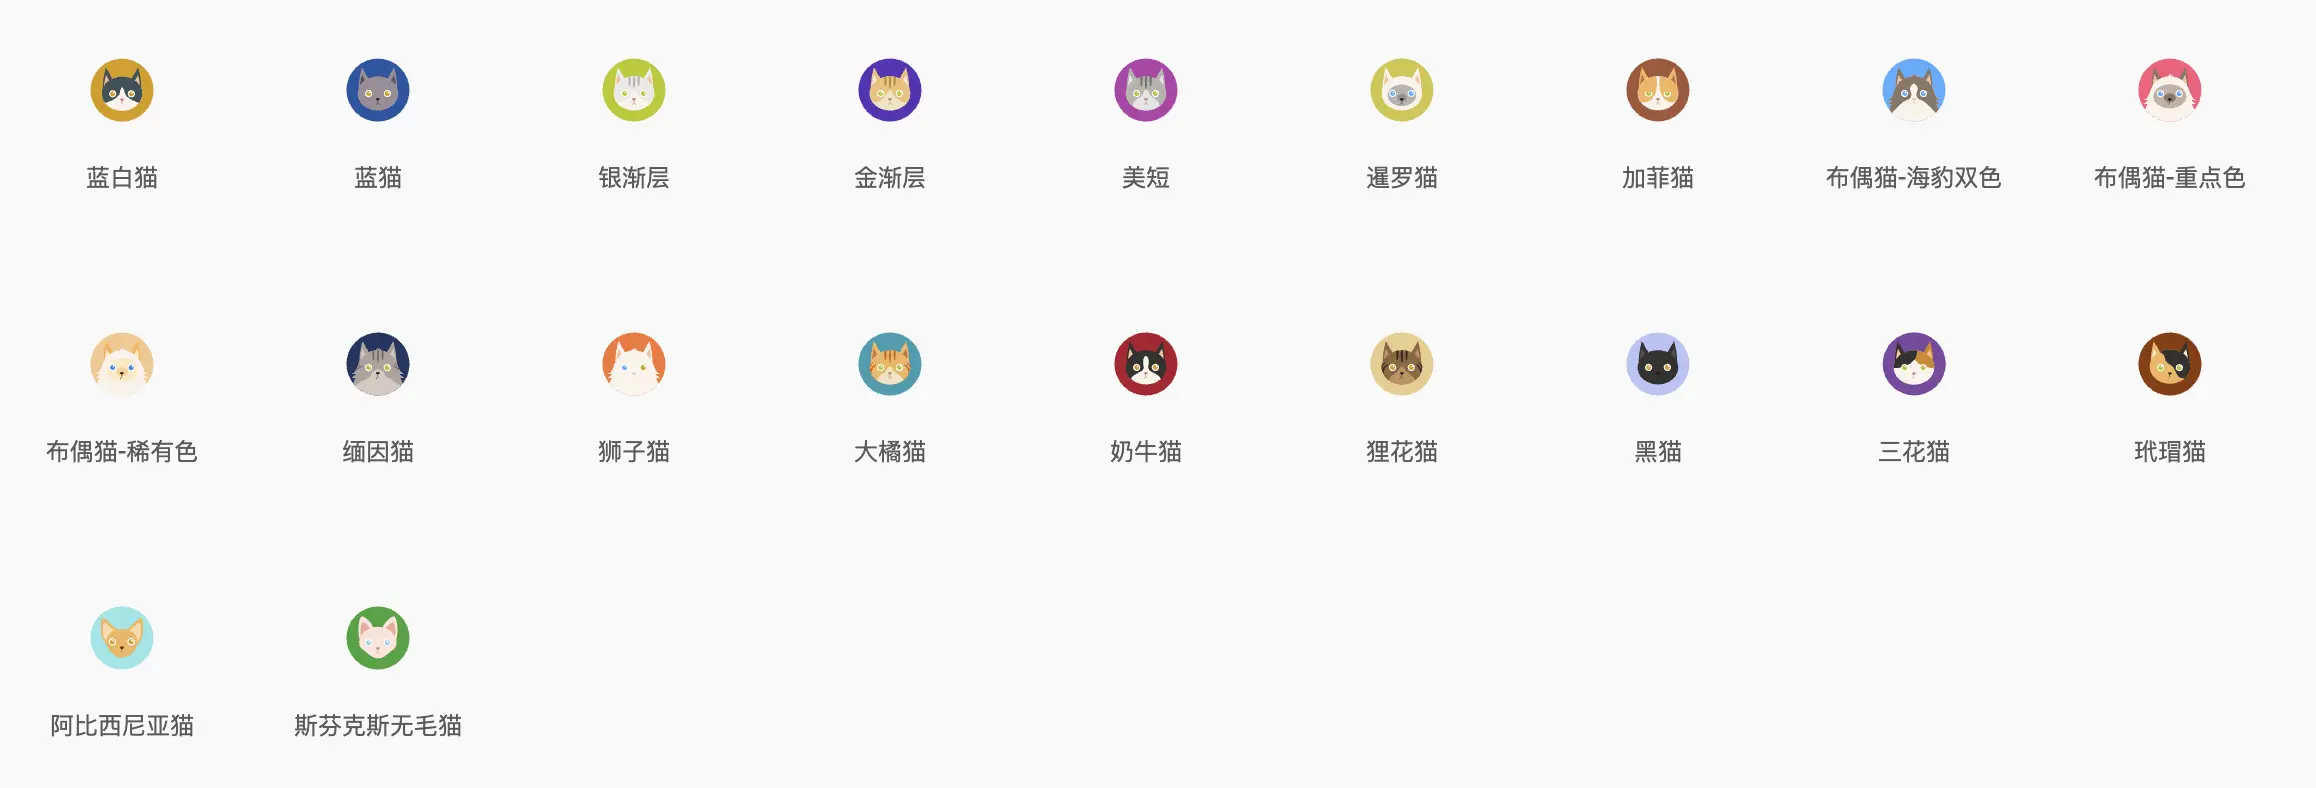 蓝白猫
蓝猫
银渐层
金渐层
美短
暹罗猫
加菲猫
布偶猫-海豹双色
布偶猫-重点色
布偶猫-稀有色
缅因猫
狮子猫
大橘猫
奶牛猫
狸花猫
黑猫
三花猫
玳瑁猫
阿比西尼亚猫
斯芬克斯无毛猫